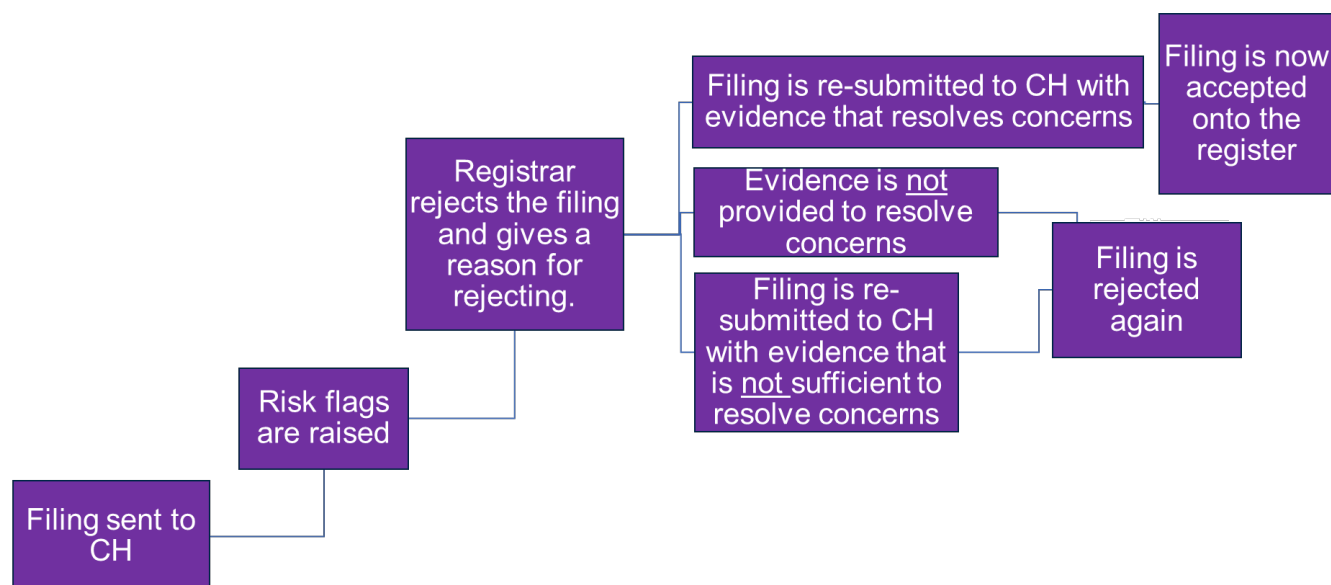 Filing sent to
CH
Risk flags
are raised
Registrar
rejects the filing
and gives a
reason for
rejecting.
Filing is re-submitted to CH with
evidence that resolves concerns
Filing is now
accepted
onto the
register
Evidence is not
provided to resolve
concerns
Filing is re-
submitted to CH
with evidence that
is not sufficient to
resolve concerns
Filing is
rejected
again